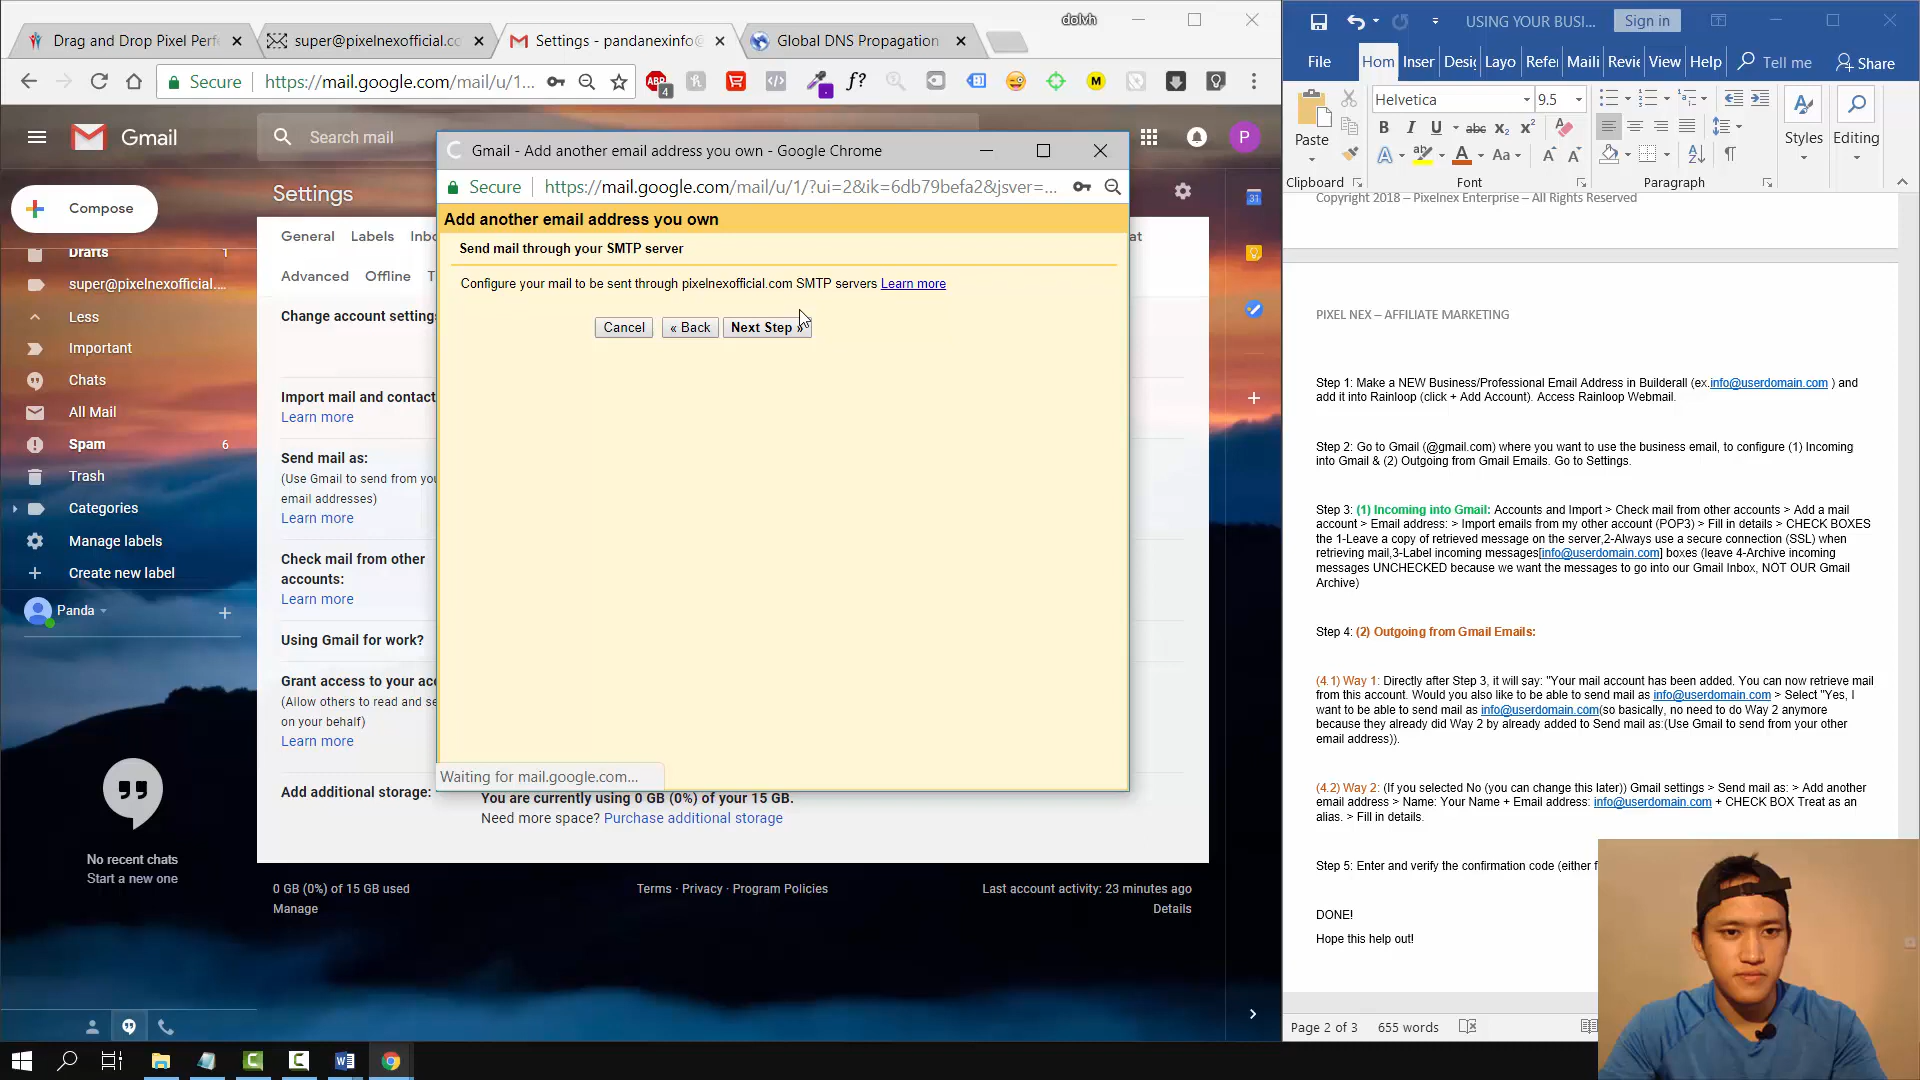 dolvh
Drag and Drop Pixel Perf
super@pixelnexofficial.co
Settings - pandanexinfo@
Global DNS Propagation
Secure
https://mail.google.com/mail/u/1...
ABP
4
f?
M
Gmail
Search mail
P
Compose
Settings
General
Labels
Inbo
at
Advanced
Offline
T
Drafts
1
super@pixelnexofficial....
Less
Important
Chats
All Mail
Spam
6
Trash
Categories
Manage labels
Create new label
Panda
No recent chats
Start a new one
Change account settings
Import mail and contact
Learn more
Send mail as:
(Use Gmail to send from you
email addresses)
Learn more
Check mail from other
accounts:
Learn more
Using Gmail for work?
Grant access to your acc
(Allow others to read and se
on your behalf)
Learn more
Add additional storage:
You are currently using 0 GB (0%) of your 15 GB.
Need more space? Purchase additional storage
0 GB (0%) of 15 GB used
Manage
Terms · Privacy · Program Policies
Last account activity: 23 minutes ago
Details
31
Gmail - Add another email address you own - Google Chrome
Secure
https://mail.google.com/mail/u/1/?ui=2&ik=6db79befa2&jsver=...
Add another email address you own
Send mail through your SMTP server
Configure your mail to be sent through pixelnexofficial.com SMTP servers Learn more
Cancel
« Back
Next Step »
Waiting for mail.google.com...
USING YOUR BUSI...
Sign in
File
Hom
Inser
Desig
Layo
Refer
Maili
Revie
View
Help
Tell me
Share
Paste
Helvetica
9.5
B I U abc X₂ X²
A
Aa
Styles
Editing
Clipboard
Font
Paragraph
Copyright 2018 – Pixelnex Enterprise – All Rights Reserved
PIXEL NEX – AFFILIATE MARKETING
Step 1: Make a NEW Business/Professional Email Address in Builderall (ex.info@userdomain.com ) and
add it into Rainloop (click + Add Account). Access Rainloop Webmail.
Step 2: Go to Gmail (@gmail.com) where you want to use the business email, to configure (1) Incoming
into Gmail & (2) Outgoing from Gmail Emails. Go to Settings.
Step 3: (1) Incoming into Gmail: Accounts and Import > Check mail from other accounts > Add a mail
account > Email address: > Import emails from my other account (POP3) > Fill in details > CHECK BOXES
the 1-Leave a copy of retrieved message on the server,2-Always use a secure connection (SSL) when
retrieving mail,3-Label incoming messages[info@userdomain.com] boxes (leave 4-Archive incoming
messages UNCHECKED because we want the messages to go into our Gmail Inbox, NOT OUR Gmail
Archive)
Step 4: (2) Outgoing from Gmail Emails:
(4.1) Way 1: Directly after Step 3, it will say: "Your mail account has been added. You can now retrieve mail
from this account. Would you also like to be able to send mail as info@userdomain.com > Select "Yes, I
want to be able to send mail as info@userdomain.com(so basically, no need to do Way 2 anymore
because they already did Way 2 by already added to Send mail as:(Use Gmail to send from your other
email address)).
(4.2) Way 2: (If you selected No (you can change this later)) Gmail settings > Send mail as: > Add another
email address > Name: Your Name + Email address: info@userdomain.com + CHECK BOX Treat as an
alias. > Fill in details.
Step 5: Enter and verify the confirmation code (either f
DONE!
Hope this help out!
Page 2 of 3
655 words